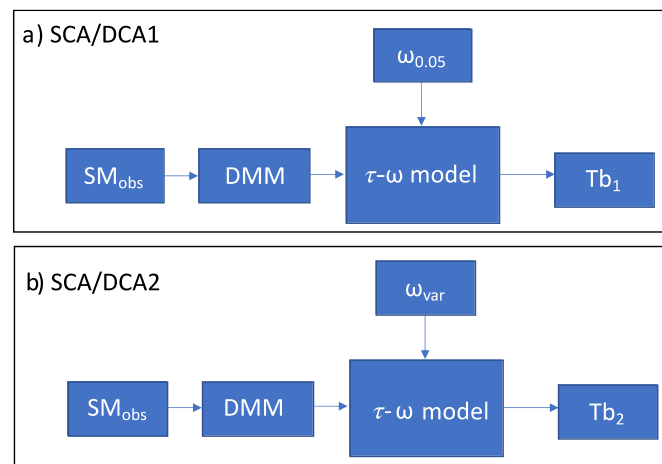 a) SCA/DCA1
ω0.05
SMobs
DMM
τ-ω model
Tb1
b) SCA/DCA2
ωvar
SMobs
DMM
τ-ω model
Tb2